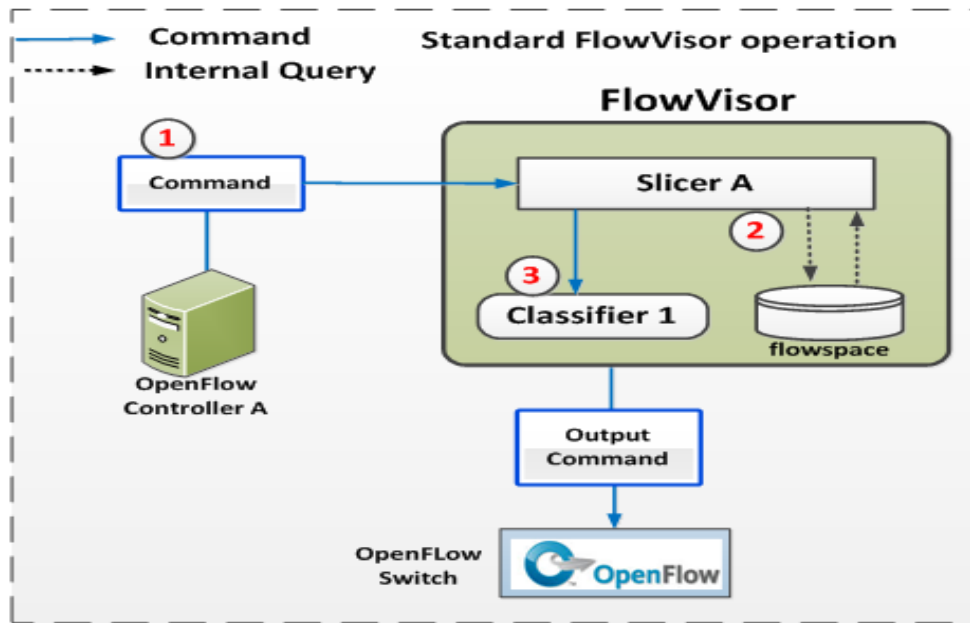 Command
Standard FlowVisor operation
Internal Query
FlowVisor
1
Command
Slicer A
2
3
Classifier 1
flowspace
OpenFlow
Controller A
Output
Command
OpenFLow
Switch
OpenFlow